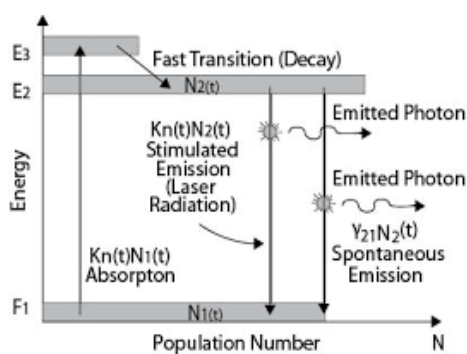 E3
Fast Transition (Decay)
E2
N2(t)
Kn(t)N2(t)
Stimulated
Emission
(Laser
Radiation)
Emitted Photon
Emitted Photon
γ21N2(t)
Spontaneous
Emission
Energy
Kn(t)N1(t)
Absorpton
F1
N1(t)
Population Number
N